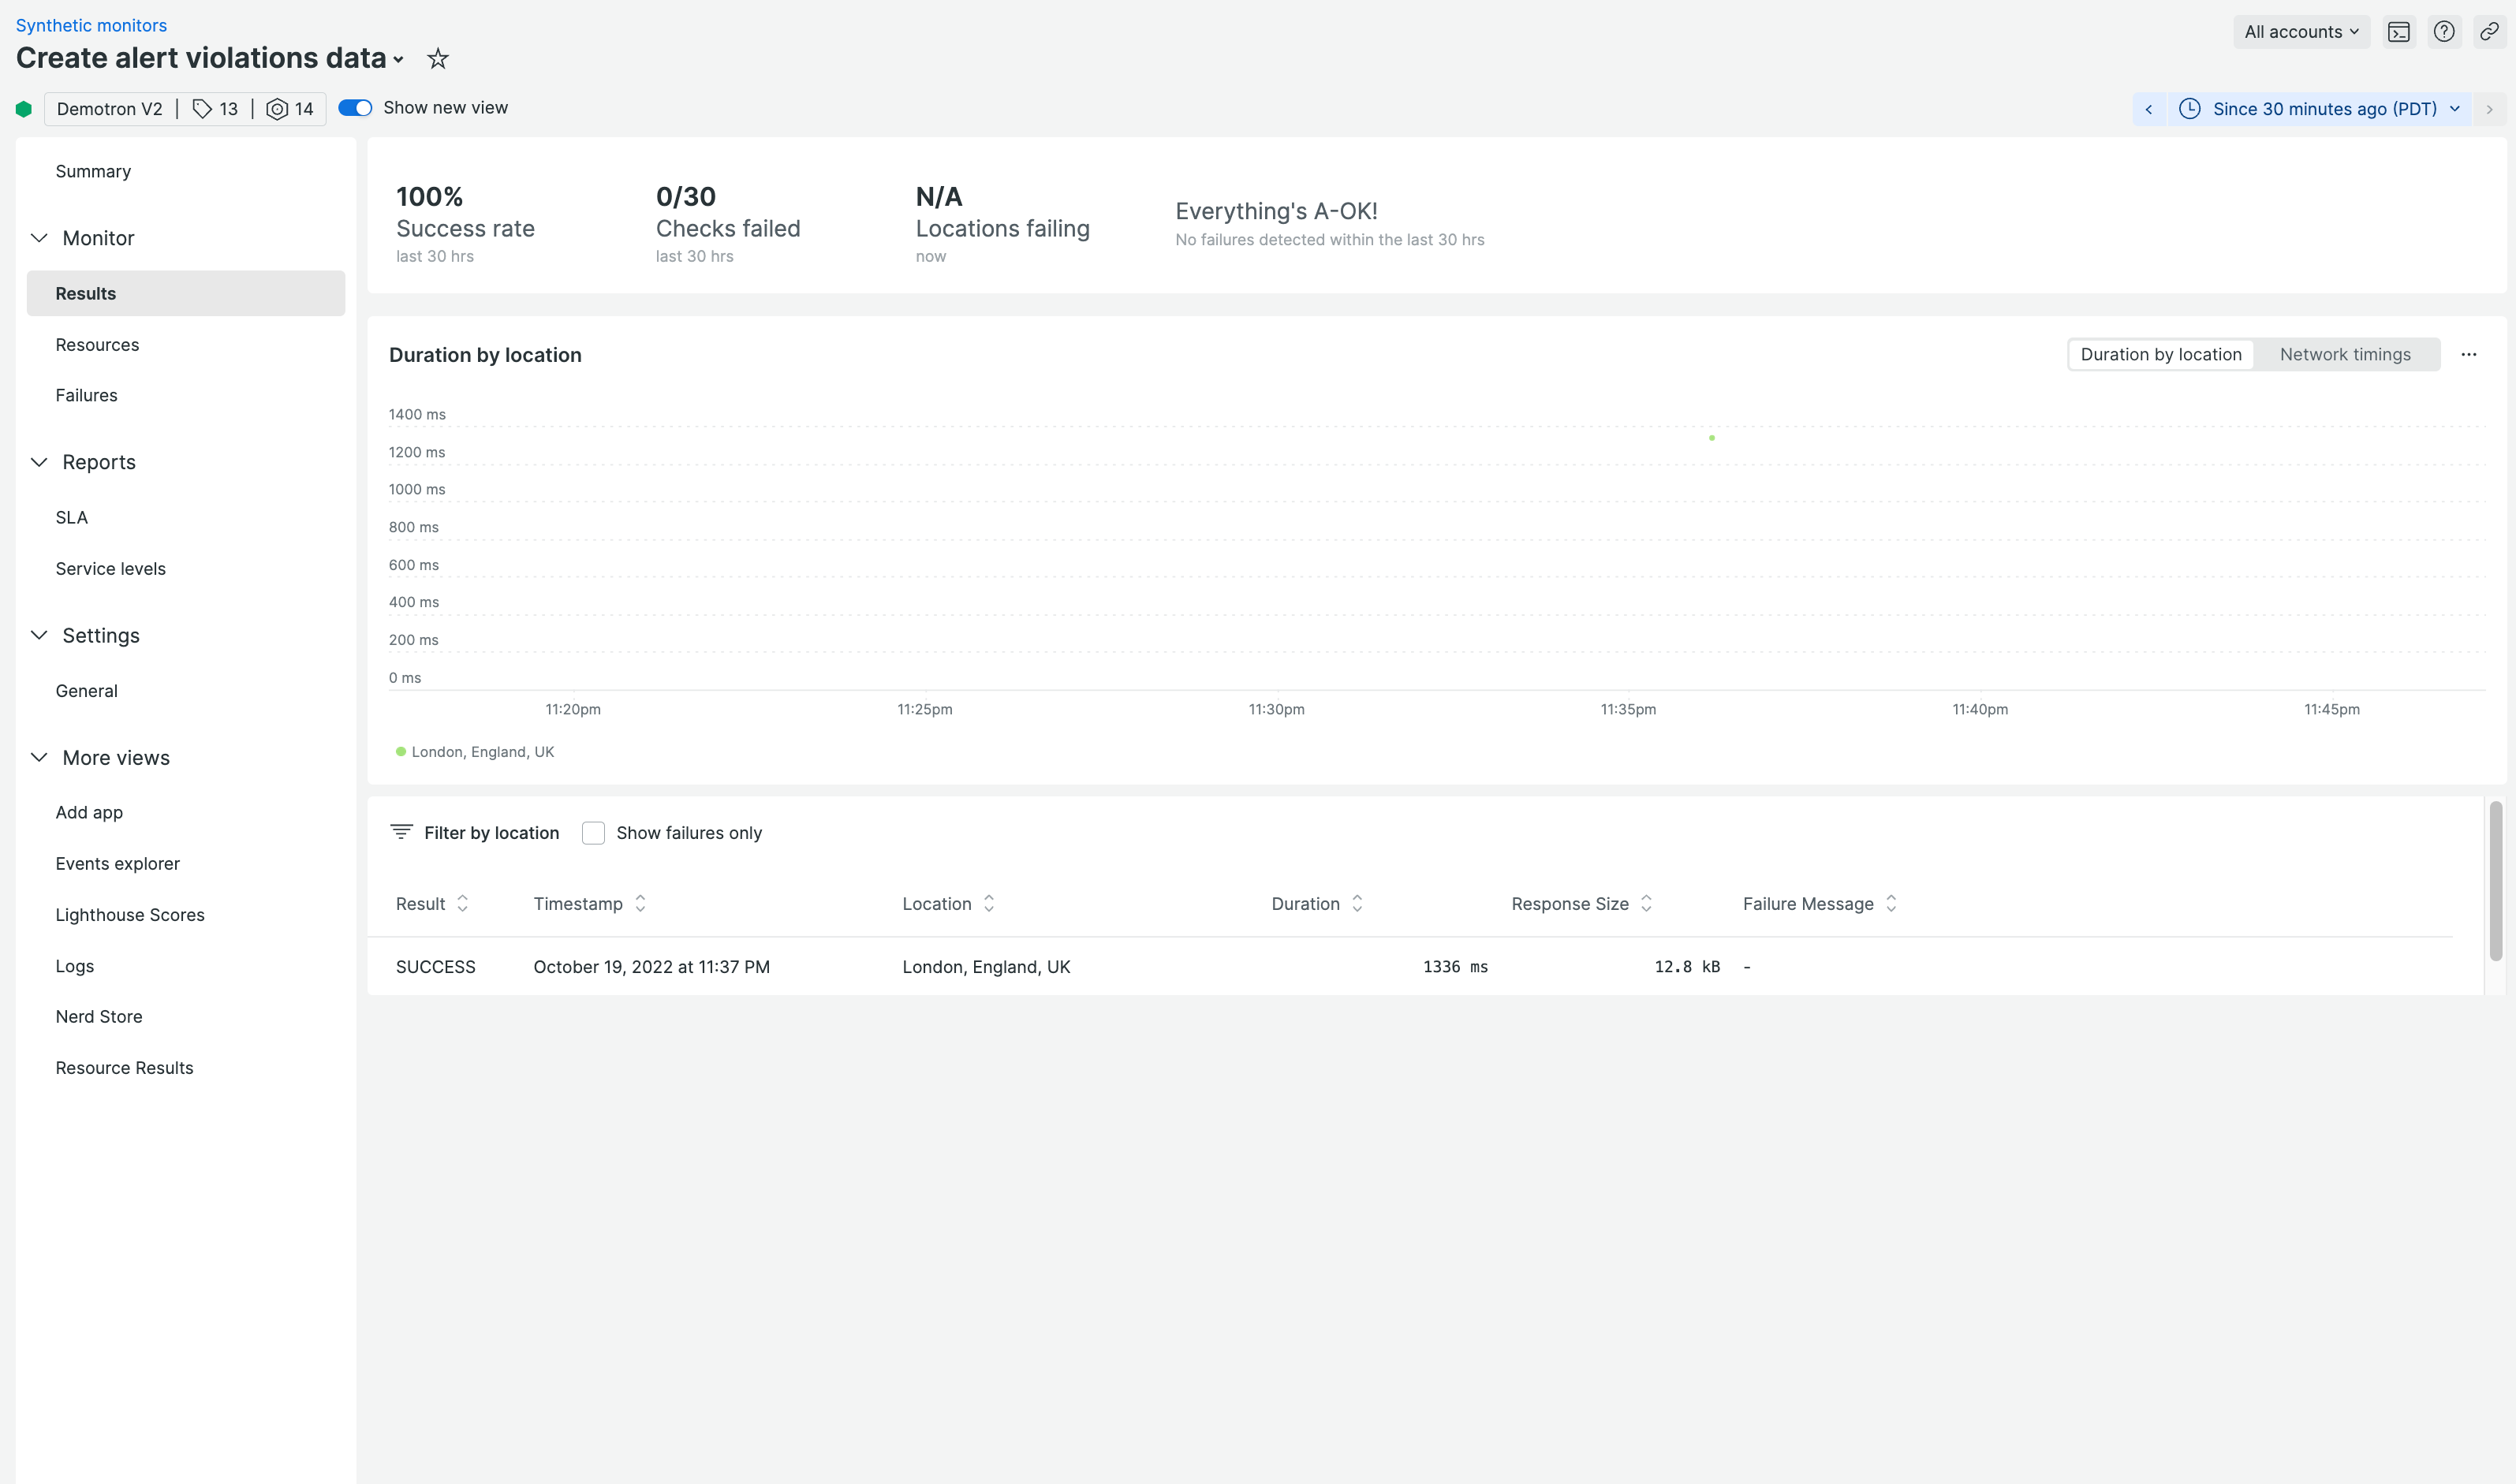 Synthetic monitors
Create alert violations data
All accounts
Demotron V2 | 13 | 14
Show new view
Since 30 minutes ago (PDT)
Summary
Monitor
Results
Resources
Failures
Reports
SLA
Service levels
Settings
General
More views
Add app
Events explorer
Lighthouse Scores
Logs
Nerd Store
Resource Results
100%
Success rate
last 30 hrs
0/30
Checks failed
last 30 hrs
N/A
Locations failing
now
Everything's A-OK!
No failures detected within the last 30 hrs
Duration by location
Duration by location Network timings
1400 ms
1200 ms
1000 ms
800 ms
600 ms
400 ms
200 ms
0 ms
11:20pm 11:25pm 11:30pm 11:35pm 11:40pm 11:45pm
London, England, UK
Filter by location Show failures only
Result Timestamp Location Duration Response Size Failure Message
SUCCESS October 19, 2022 at 11:37 PM London, England, UK 1336 ms 12.8 kB -